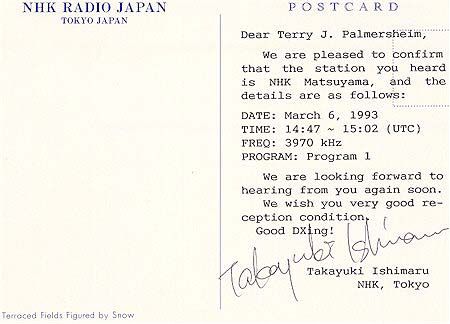 NHK RADIO JAPAN
TOKYO JAPAN
Terraced Fields Figured by Snow
POSTCARD
Dear Terry J. Palmersheim,
We are pleased to confirm
that the station you heard
is NHK Matsuyama, and the
details are as follows:
DATE: March 6, 1993
TIME: 14:47 ~ 15:02 (UTC)
FREQ: 3970 kHz
PROGRAM: Program 1
We are looking forward to
hearing from you again soon.
We wish you very good re-
ception condition.
Good DXing!
Takayuki Ishimaru
Takayuki Ishimaru
NHK, Tokyo